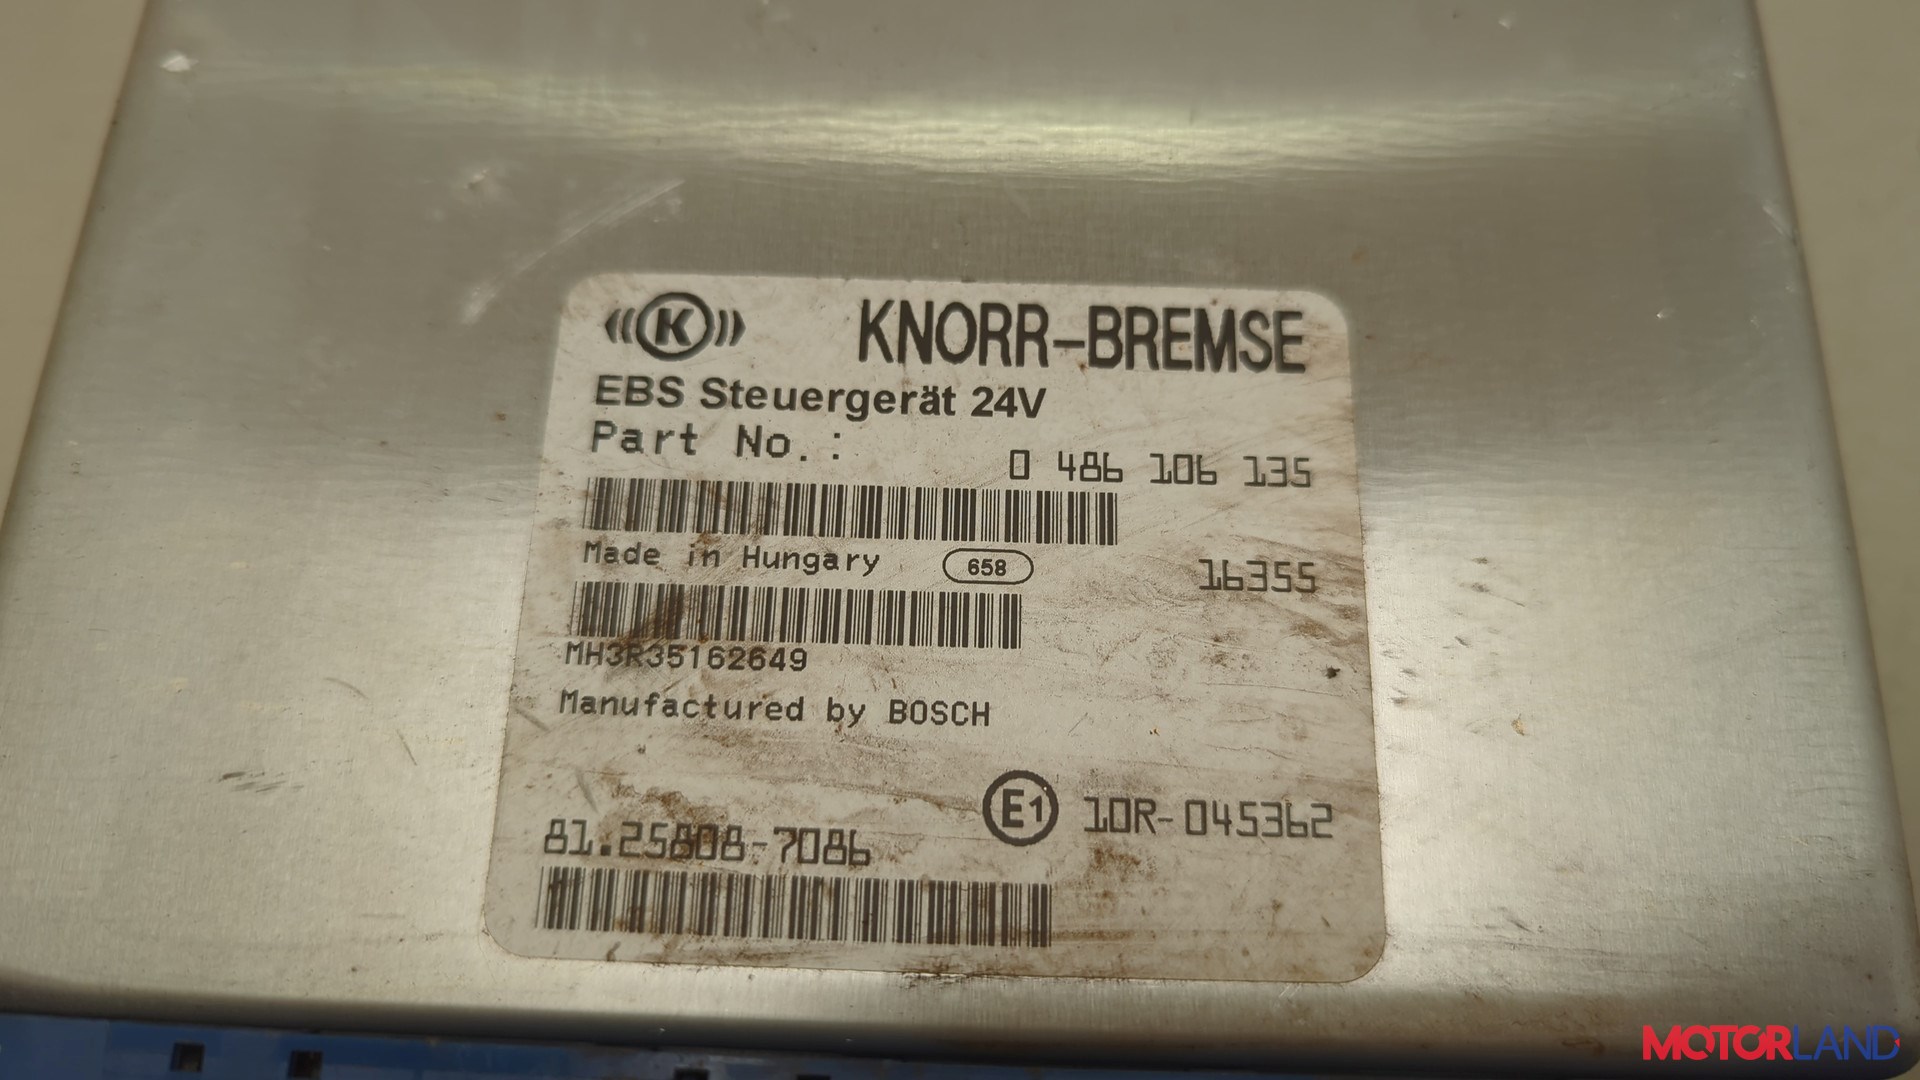 K KNORR-BREMSE
EBS Steuergerät 24V
Part No.: 0 486 106 135
Made in Hungary 658 16355
MH3R35162649
Manufactured by BOSCH
E1 10R-045362
81.25808-7086
MOTORLAND